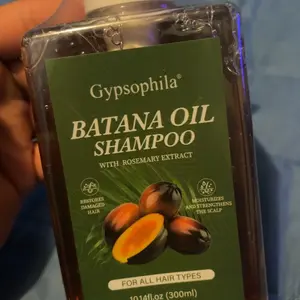 Gypsophila®
BATANA OIL
SHAMPOO
WITH ROSEMARY EXTRACT
RESTORES
DAMAGED
HAIR
MOISTURIZES
AND STRENGTHENS
THE SCALP
FOR ALL HAIR TYPES
10.14fl.oz (300ml)